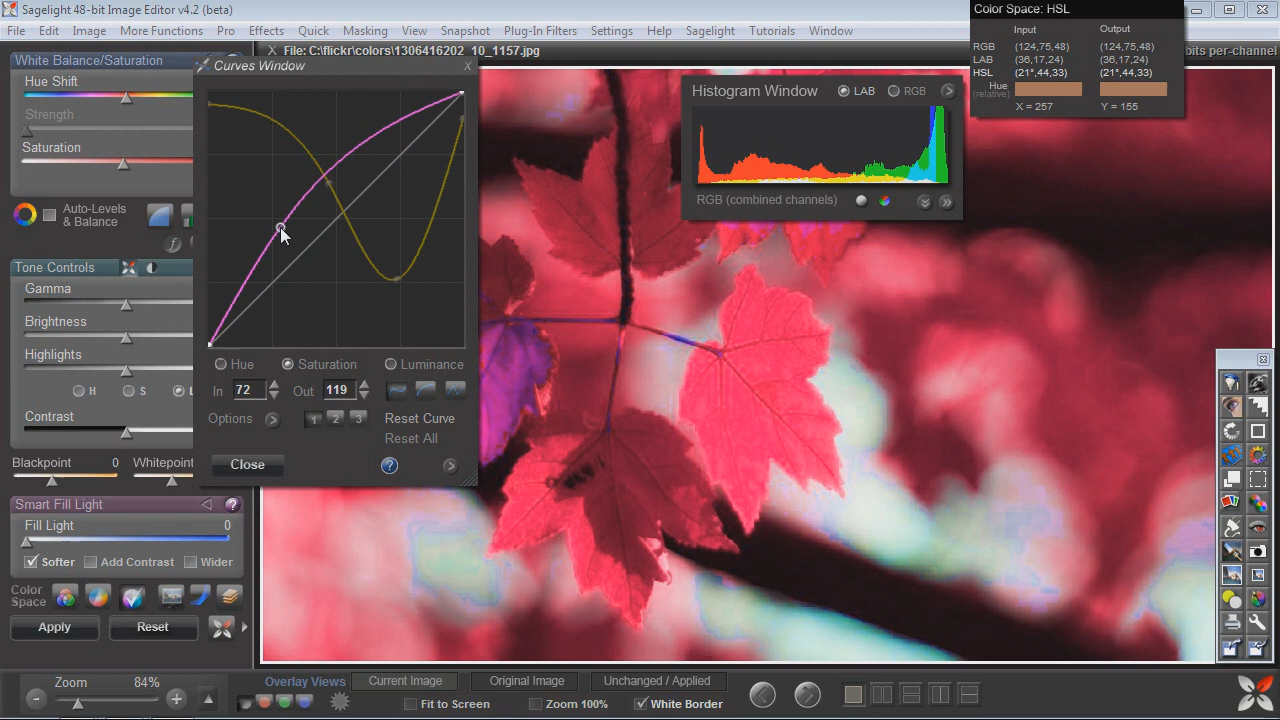 Sagelight 48-bit Image Editor v4.2 (beta)
File Edit Image More Functions Pro Effects Quick Masking View Snapshot Plug-In Filters Settings Help Sagelight Tutorials Window
X File: C:\flickr\colors\1306416202_10_1157.jpg
bits per-channel
Color Space: HSL
Input Output
RGB (124,75,48) (124,75,48)
LAB (36,17,24) (36,17,24)
HSL (21°,44,33) (21°,44,33)
Hue
(relative)
X = 257 Y = 155
White Balance/Saturation
Hue Shift
Strength
Saturation
Auto-Levels
& Balance
Tone Controls
Gamma
Brightness
Highlights
H S L
Contrast
Blackpoint 0 Whitepoint
Smart Fill Light ?
Fill Light 0
Softer Add Contrast Wider
Color
Space
Apply Reset
Curves Window X
Hue Saturation Luminance
In 72 Out 119
Options 1 2 3 Reset Curve
Reset All
Close ?
Histogram Window LAB RGB
RGB (combined channels)
Zoom 84%
Overlay Views Current Image Original Image Unchanged / Applied
Fit to Screen Zoom 100% White Border